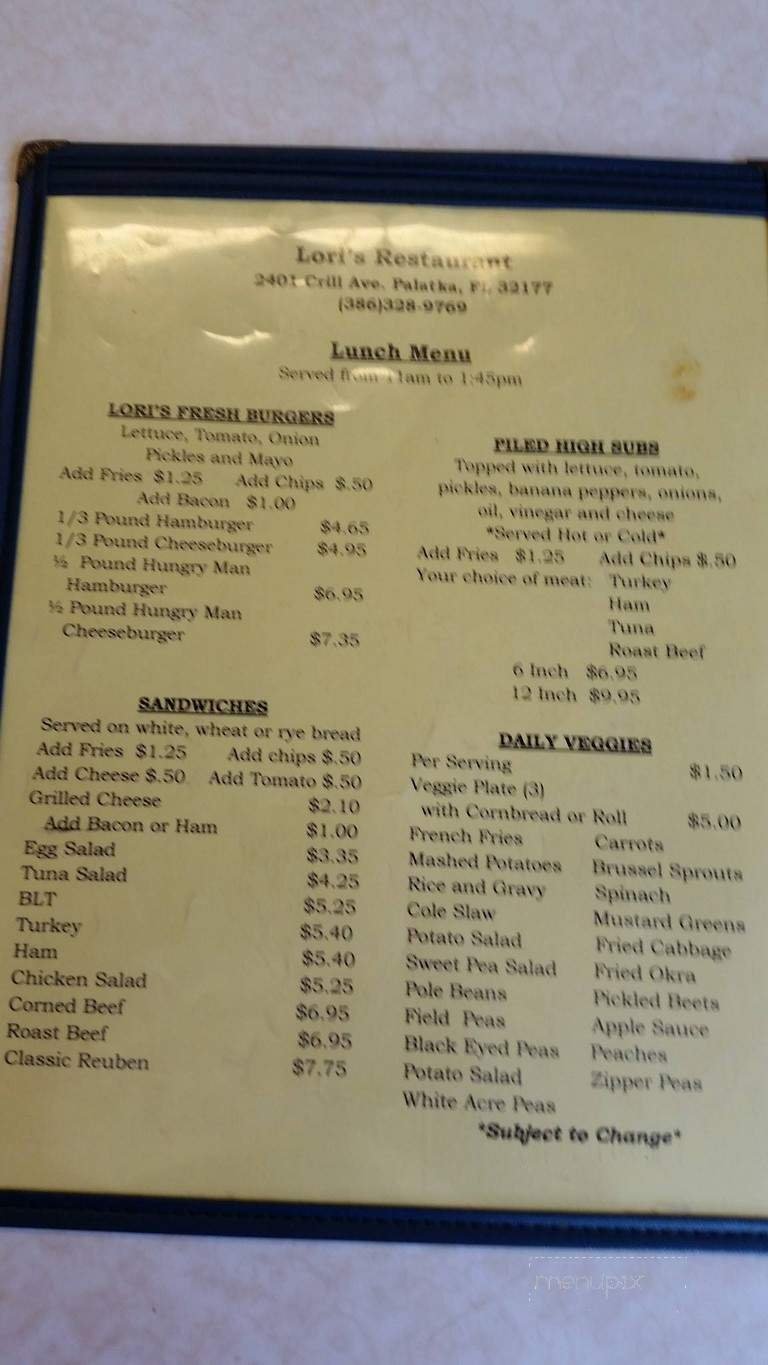 Lori's Restaurant
2401 Crill Ave. Palatka, FL 32177
(386)328-9769
Lunch Menu
Served from 11am to 1:45pm
LORI'S FRESH BURGERS
Lettuce, Tomato, Onion
Pickles and Mayo
Add Fries $1.25 Add Chips $.50
Add Bacon $1.00
1/3 Pound Hamburger $4.65
1/3 Pound Cheeseburger $4.95
½ Pound Hungry Man
Hamburger $6.95
½ Pound Hungry Man
Cheeseburger $7.35
SANDWICHES
Served on white, wheat or rye bread
Add Fries $1.25 Add chips $.50
Add Cheese $.50 Add Tomato $.50
Grilled Cheese $2.10
Add Bacon or Ham $1.00
Egg Salad $3.35
Tuna Salad $4.25
BLT $5.25
Turkey $5.40
Ham $5.40
Chicken Salad $5.25
Corned Beef $6.95
Roast Beef $6.95
Classic Reuben $7.75
PILED HIGH SUBS
Topped with lettuce, tomato,
pickles, banana peppers, onions,
oil, vinegar and cheese
*Served Hot or Cold*
Add Fries $1.25 Add Chips $.50
Your choice of meat: Turkey
Ham
Tuna
Roast Beef
6 Inch $6.95
12 Inch $9.95
DAILY VEGGIES
Per Serving $1.50
Veggie Plate (3)
with Cornbread or Roll $5.00
French Fries Carrots
Mashed Potatoes Brussel Sprouts
Rice and Gravy Spinach
Cole Slaw Mustard Greens
Potato Salad Fried Cabbage
Sweet Pea Salad Fried Okra
Pole Beans Pickled Beets
Field Peas Apple Sauce
Black Eyed Peas Peaches
Potato Salad Zipper Peas
White Acre Peas
*Subject to Change*
menupix